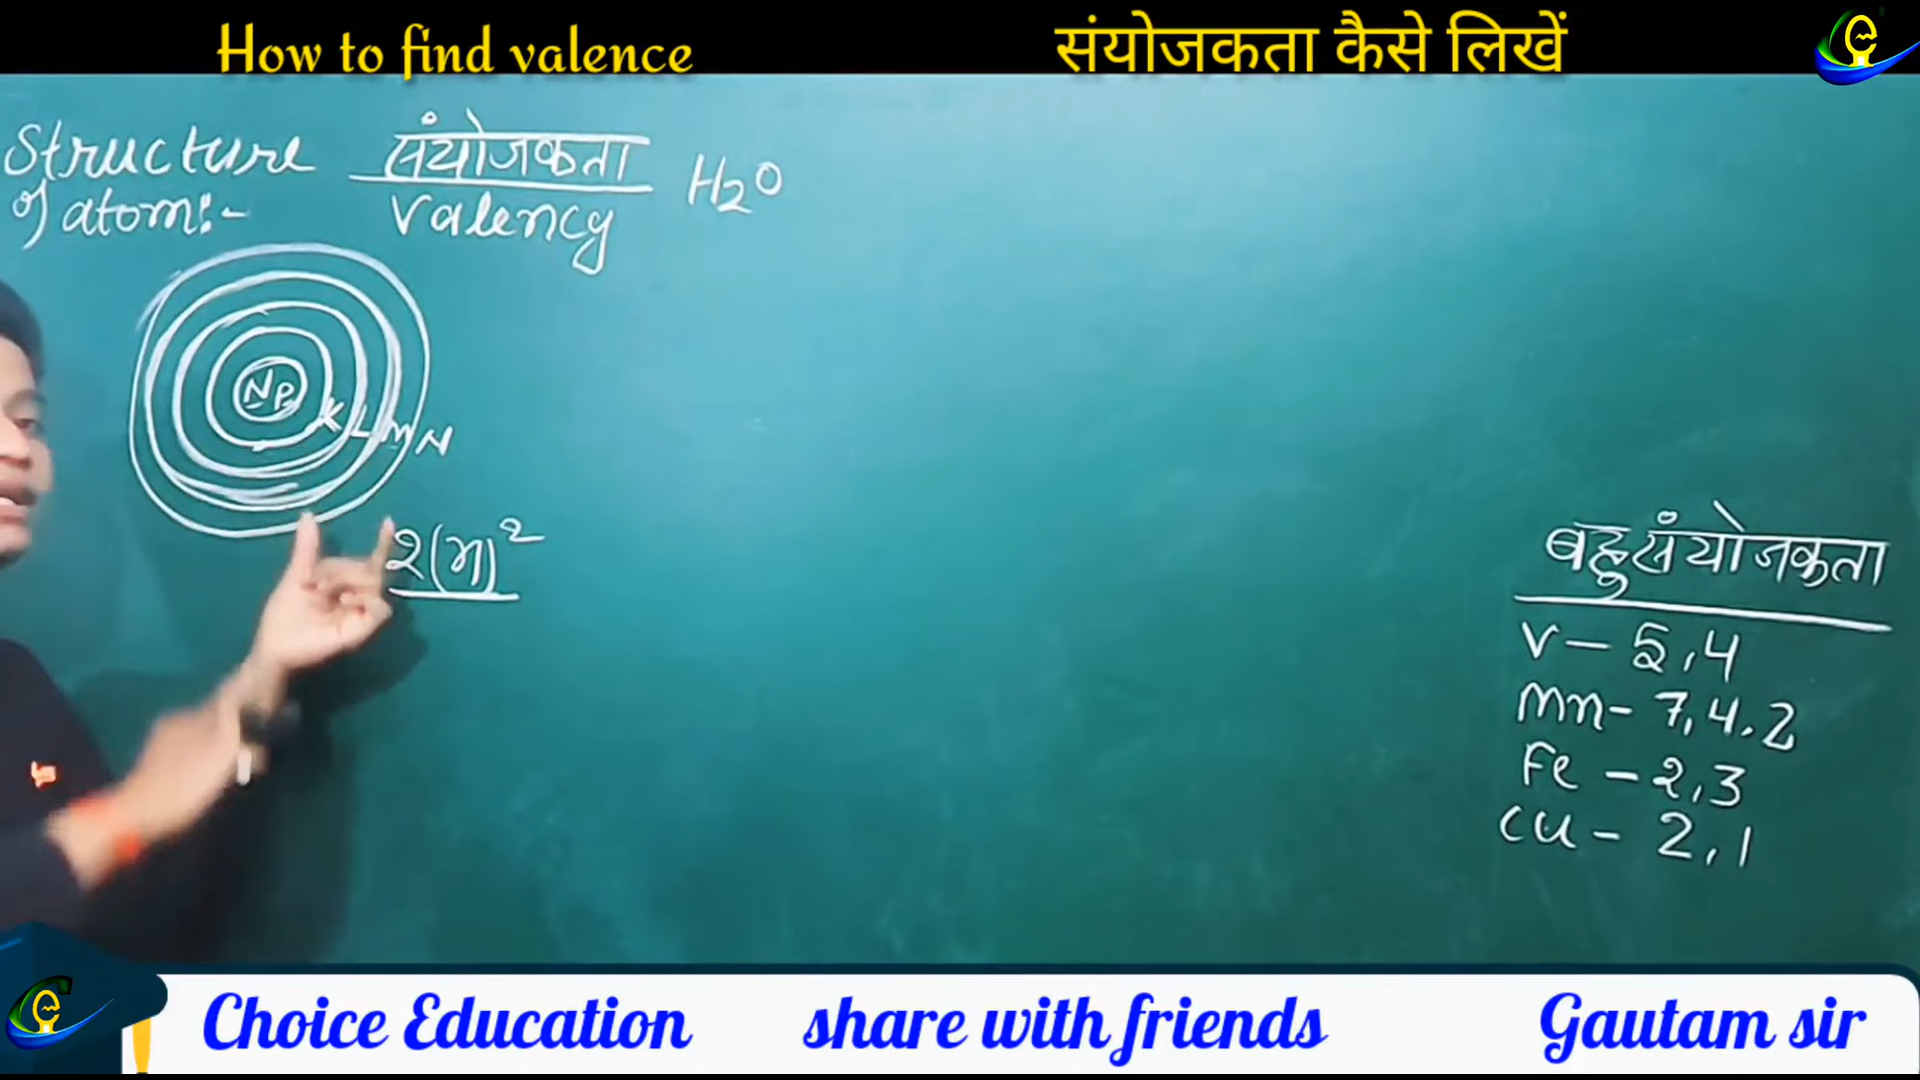 How to find valence
संयोजकता कैसे लिखें
Structure
of atom:-
संयोजकता
Valency
H₂O
NP
K L M N
2(n)²
बहुसंयोजकता
V - 5,4
Mn - 7,4,2
Fe - 2,3
Cu - 2,1
Choice Education
share with friends
Gautam sir